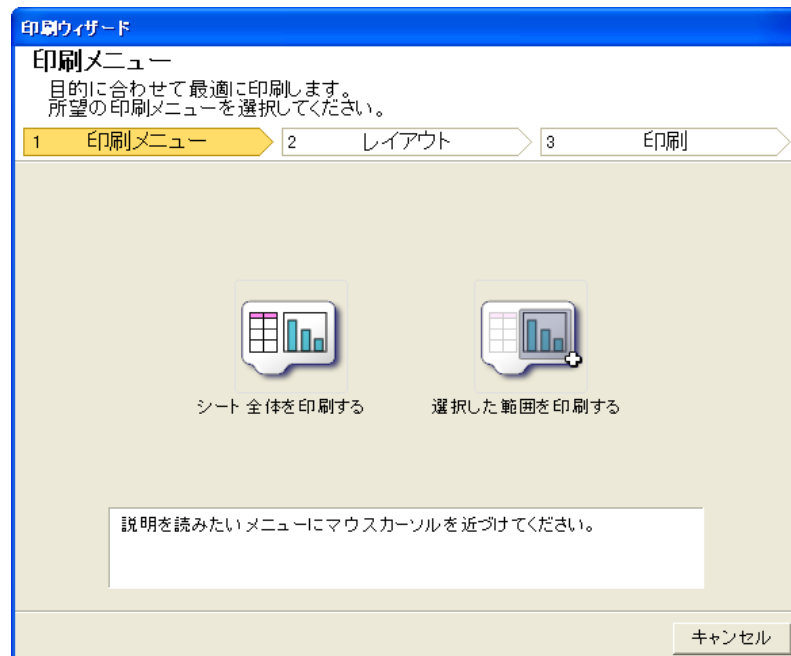 印刷ウィザード
印刷メニュー
目的に合わせて最適に印刷します。
所望の印刷メニューを選択してください。
1 印刷メニュー 2 レイアウト 3 印刷
シート全体を印刷する 選択した範囲を印刷する
説明を読みたいメニューにマウスカーソルを近づけてください。
キャンセル